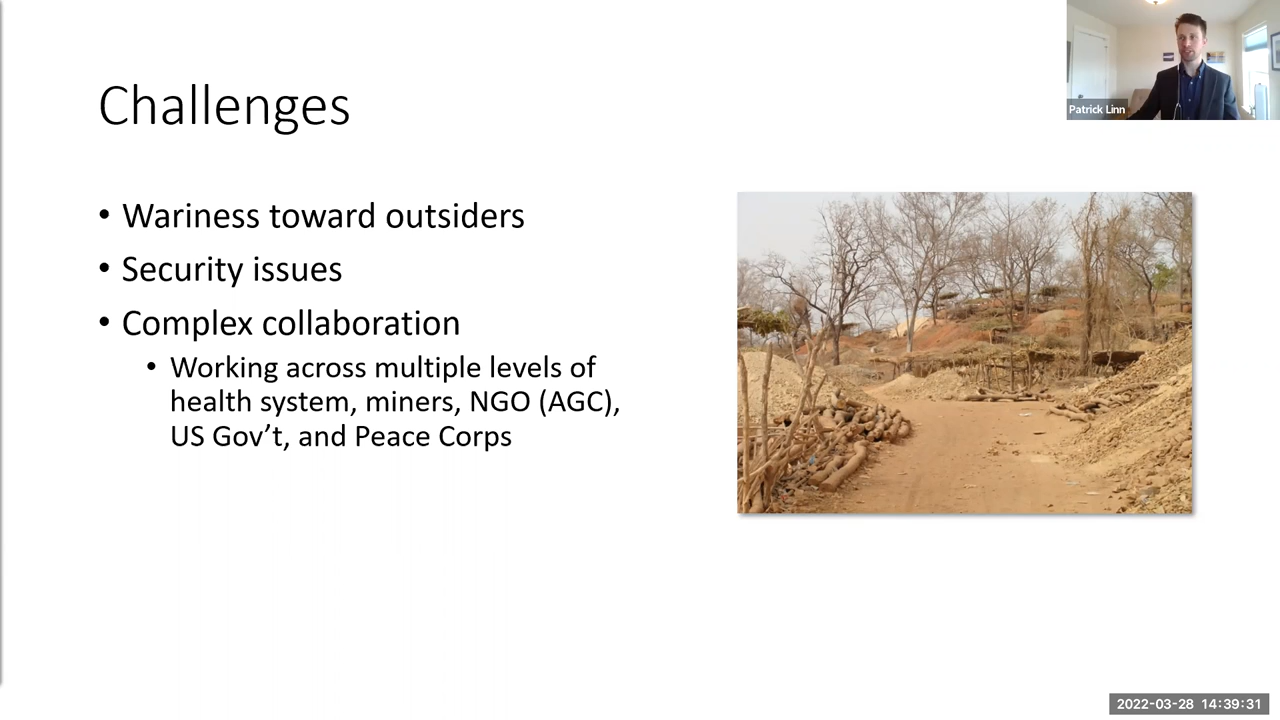 Challenges
• Wariness toward outsiders
• Security issues
• Complex collaboration
• Working across multiple levels of
health system, miners, NGO (AGC),
US Gov’t, and Peace Corps
Patrick Linn
2022-03-28 14:39:31